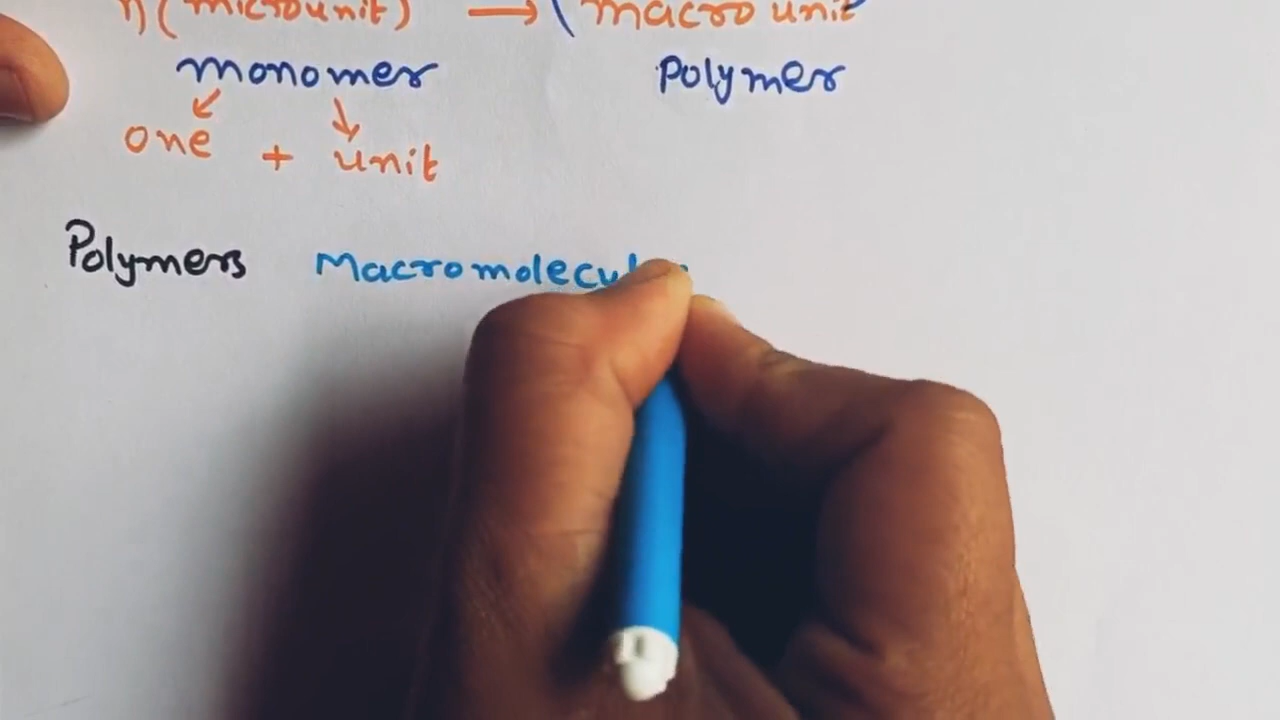 η(microunit) → (macro unit
monomer Polymer
one + unit
Polymers Macromolecul